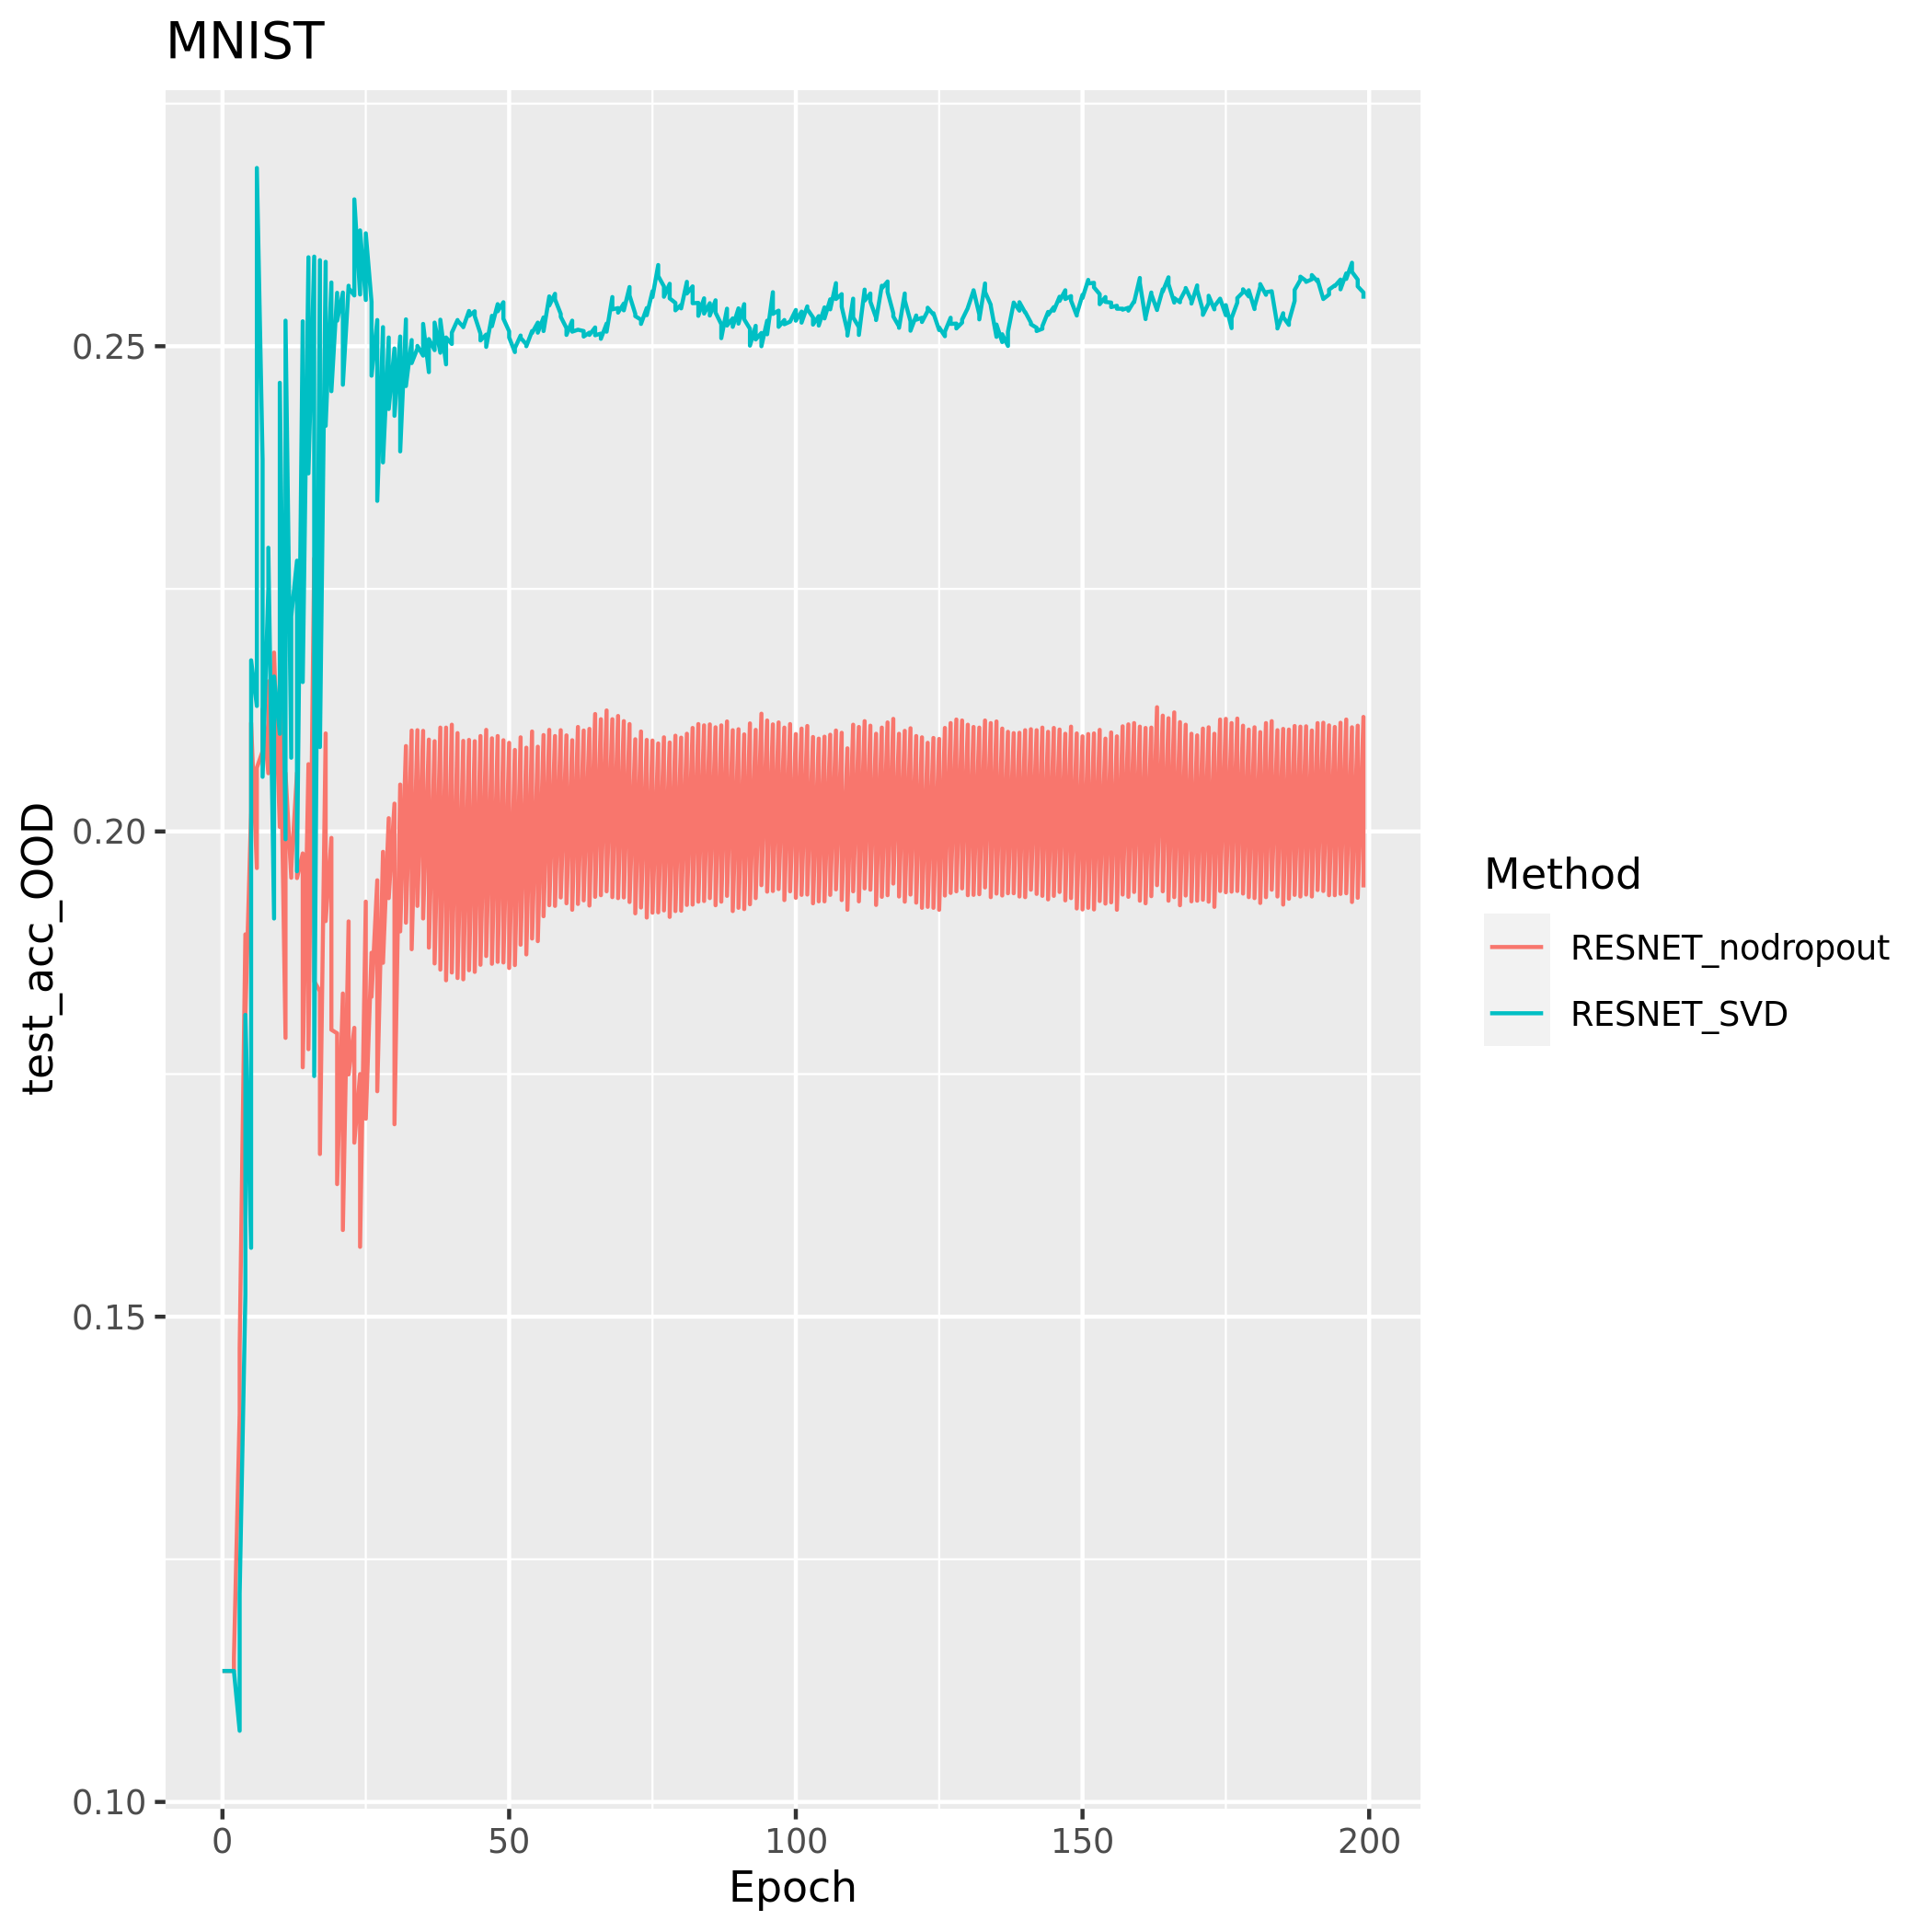 MNIST
test_acc_OOD
0.25
0.20
0.15
0.10
0
50
100
150
200
Epoch
Method
RESNET_nodropout
RESNET_SVD